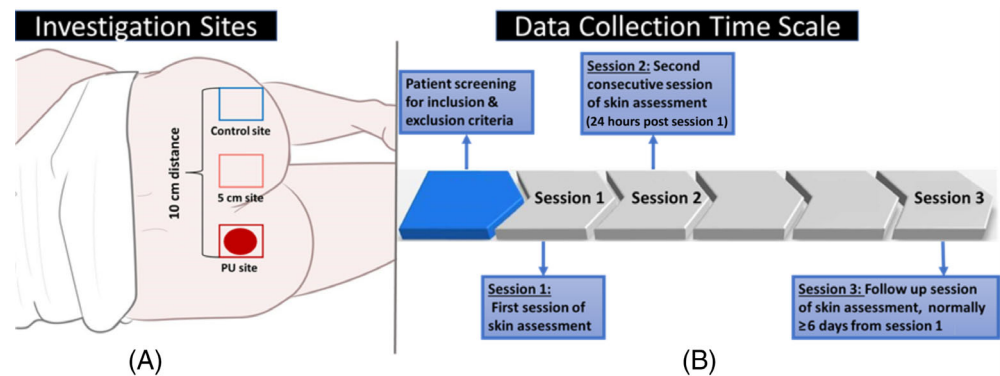 Investigation Sites
10 cm distance
Control site
5 cm site
PU site
(A)
Data Collection Time Scale
Patient screening
for inclusion &
exclusion criteria
Session 2: Second
consecutive session
of skin assessment
(24 hours post session 1)
Session 1
Session 2
Session 3
Session 1:
First session of
skin assessment
Session 3: Follow up session
of skin assessment, normally
≥6 days from session 1
(B)